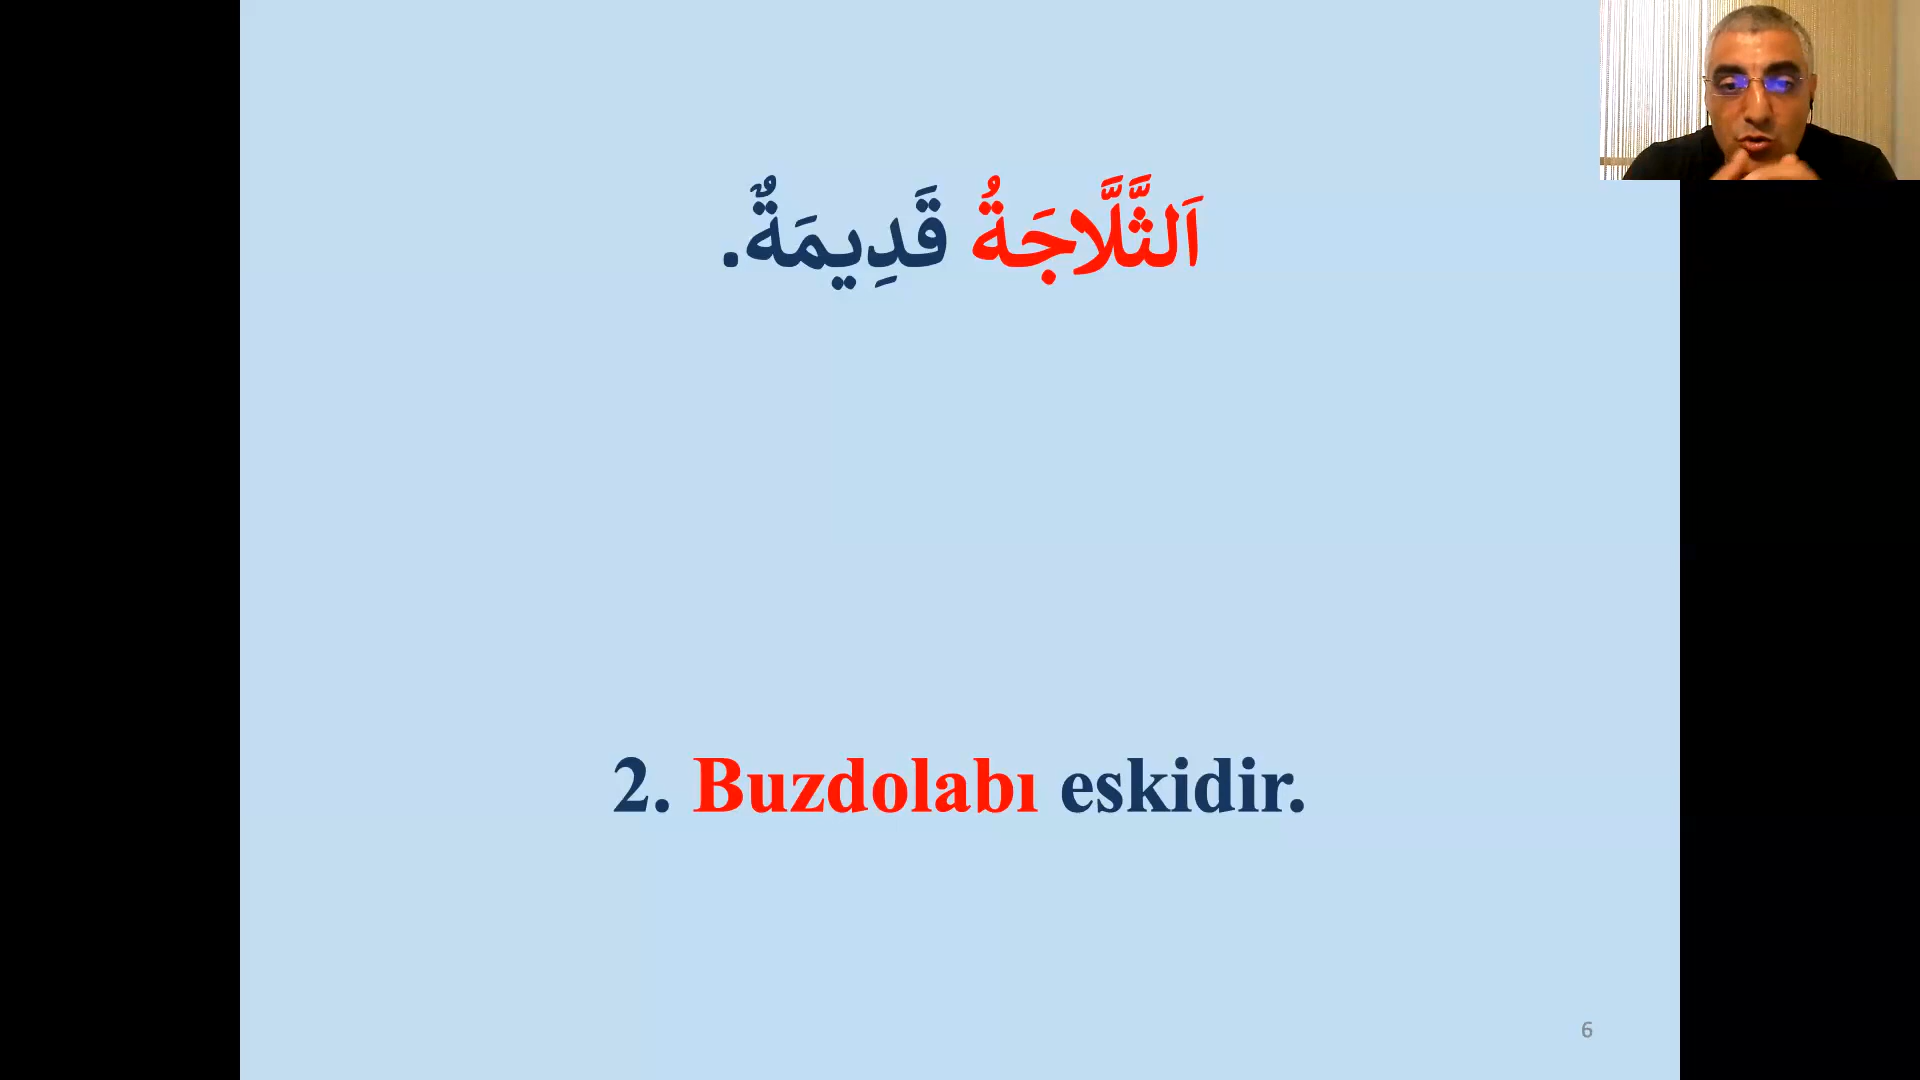 اَلثَّلَّاجَةُ قَدِيمَةٌ.
2. Buzdolabı eskidir.
6